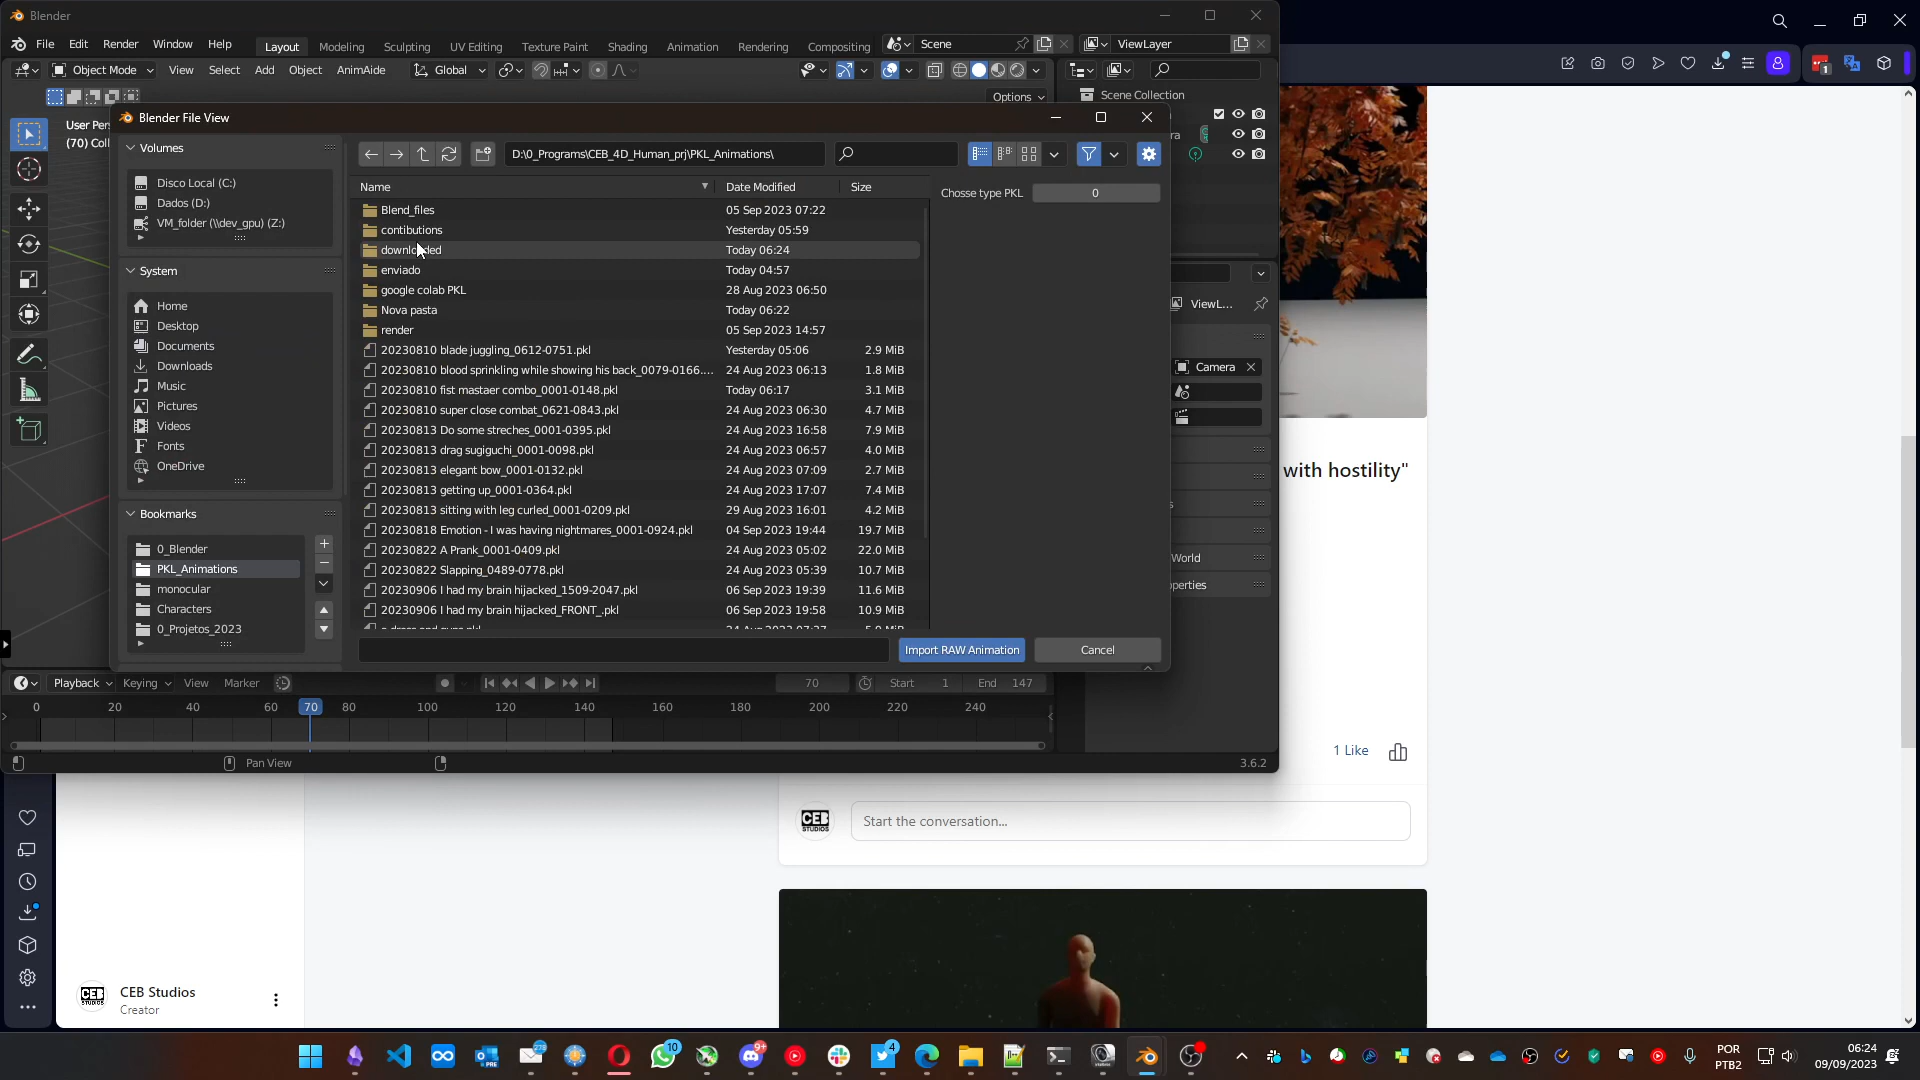 Blender
File Edit Render Window Help Layout Modeling Sculpting UV Editing Texture Paint Shading Animation Rendering Compositing Scene ViewLayer
Object Mode View Select Add Object AnimAide Global
Options
Scene Collection
User Pers
(70) Coll
Blender File View
Volumes
Disco Local (C:)
Dados (D:)
VM_folder (\\dev_gpu) (Z:)
System
Home
Desktop
Documents
Downloads
Music
Pictures
Videos
Fonts
OneDrive
Bookmarks
0_Blender
PKL_Animations
monocular
Characters
0_Projetos_2023
D:\0_Programs\CEB_4D_Human_prj\PKL_Animations\
Name Date Modified Size
Blend_files 05 Sep 2023 07:22
contibutions Yesterday 05:59
downloaded Today 06:24
enviado Today 04:57
google colab PKL 28 Aug 2023 06:50
Nova pasta Today 06:22
render 05 Sep 2023 14:57
20230810 blade juggling_0612-0751.pkl Yesterday 05:06 2.9 MiB
20230810 blood sprinkling while showing his back_0079-0166.... 24 Aug 2023 06:13 1.8 MiB
20230810 fist mastaer combo_0001-0148.pkl Today 06:17 3.1 MiB
20230810 super close combat_0621-0843.pkl 24 Aug 2023 06:30 4.7 MiB
20230813 Do some streches_0001-0395.pkl 24 Aug 2023 16:58 7.9 MiB
20230813 drag sugiguchi_0001-0098.pkl 24 Aug 2023 06:57 4.0 MiB
20230813 elegant bow_0001-0132.pkl 24 Aug 2023 07:09 2.7 MiB
20230813 getting up_0001-0364.pkl 24 Aug 2023 17:07 7.4 MiB
20230813 sitting with leg curled_0001-0209.pkl 29 Aug 2023 16:01 4.2 MiB
20230818 Emotion - I was having nightmares_0001-0924.pkl 04 Sep 2023 19:44 19.7 MiB
20230822 A Prank_0001-0409.pkl 24 Aug 2023 05:02 22.0 MiB
20230822 Slapping_0489-0778.pkl 24 Aug 2023 05:39 10.7 MiB
20230906 I had my brain hijacked_1509-2047.pkl 06 Sep 2023 19:39 11.6 MiB
20230906 I had my brain hijacked_FRONT_.pkl 06 Sep 2023 19:58 10.9 MiB
Chosse type PKL 0
Import RAW Animation Cancel
ra
ViewL...
Camera
World
perties
Playback Keying View Marker 70 Start 1 End 147
0 20 40 60 70 80 100 120 140 160 180 200 220 240
Pan View 3.6.2
with hostility"
1 Like
CEB STUDIOS
Start the conversation...
CEB STUDIOS
CEB Studios
Creator
1
10
9+
4
POR
PTB2
06:24
09/09/2023